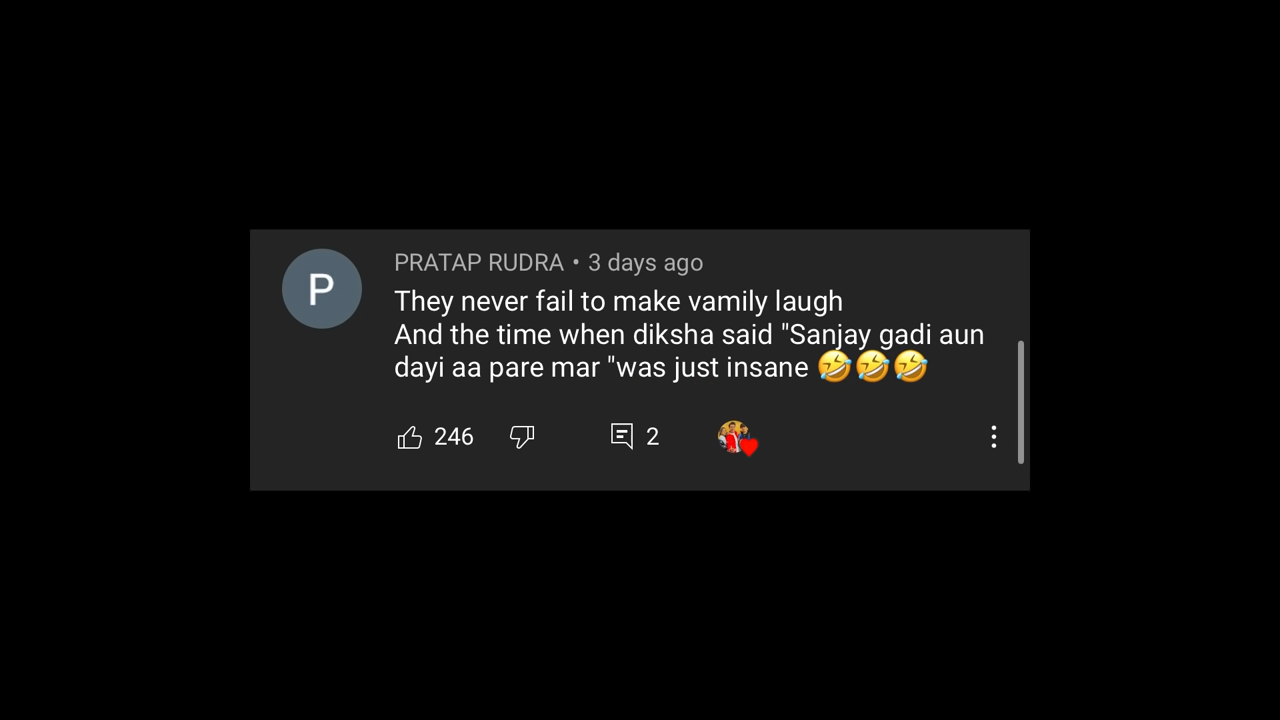 P
PRATAP RUDRA • 3 days ago
They never fail to make vamily laugh
And the time when diksha said "Sanjay gadi aun
dayi aa pare mar "was just insane 🤣🤣🤣
246
2